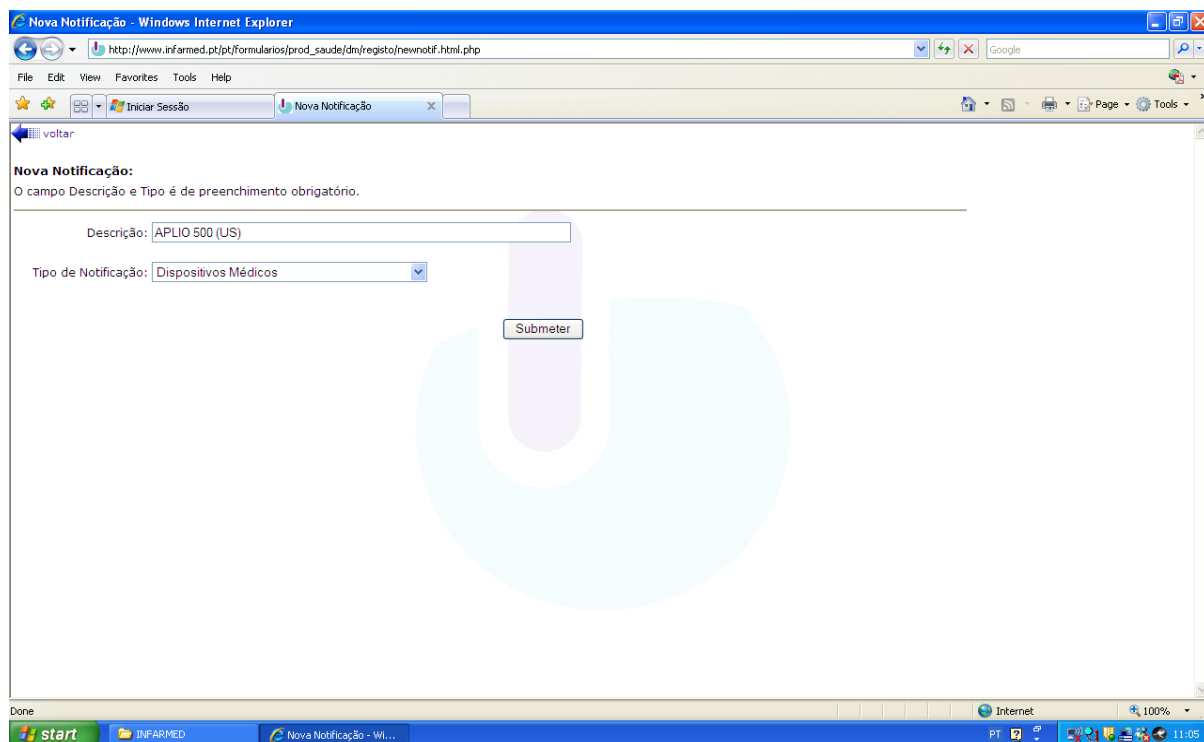 Nova Notificação - Windows Internet Explorer
http://www.infarmed.pt/pt/formularios/prod_saude/dm/registo/newnotif.html.php
Google
File Edit View Favorites Tools Help
Iniciar Sessão
Nova Notificação
Page
Tools
voltar
Nova Notificação:
O campo Descrição e Tipo é de preenchimento obrigatório.
Descrição: APLIO 500 (US)
Tipo de Notificação: Dispositivos Médicos
Submeter
Done
Internet
100%
start
INFARMED
Nova Notificação - Wi...
PT
11:05